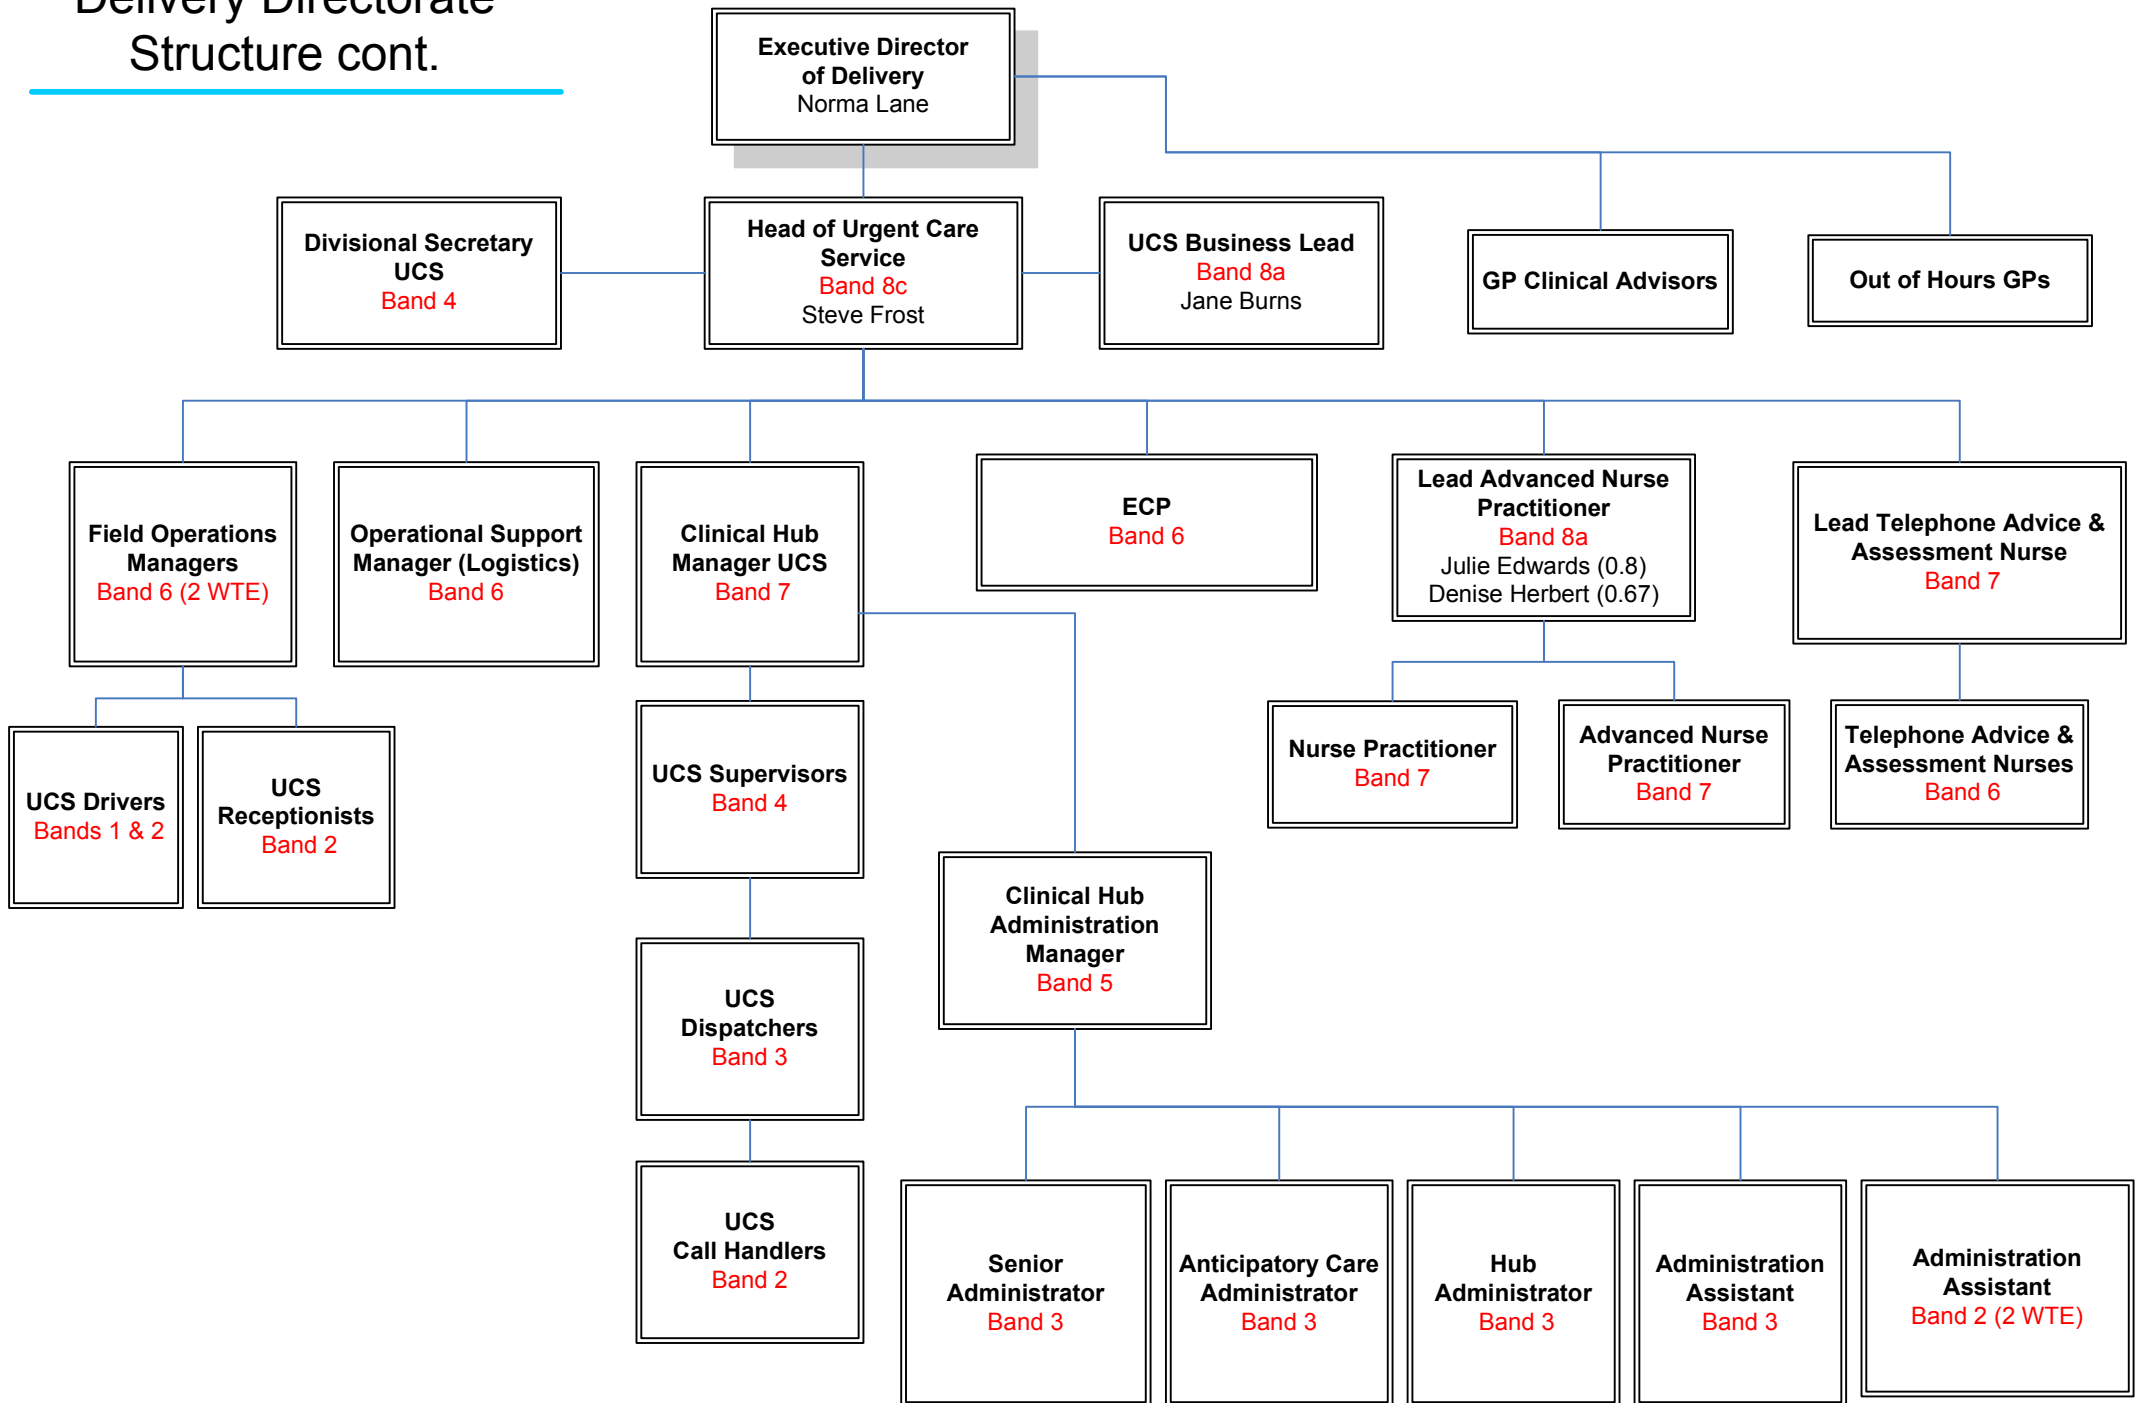 Delivery Directorate
Structure cont.
Executive Director
of Delivery
Norma Lane
Divisional Secretary
UCS
Band 4
Head of Urgent Care
Service
Band 8c
Steve Frost
UCS Business Lead
Band 8a
Jane Burns
GP Clinical Advisors
Out of Hours GPs
Field Operations
Managers
Band 6 (2 WTE)
Operational Support
Manager (Logistics)
Band 6
Clinical Hub
Manager UCS
Band 7
ECP
Band 6
Lead Advanced Nurse
Practitioner
Band 8a
Julie Edwards (0.8)
Denise Herbert (0.67)
Lead Telephone Advice &
Assessment Nurse
Band 7
UCS Drivers
Bands 1 & 2
UCS
Receptionists
Band 2
UCS Supervisors
Band 4
Nurse Practitioner
Band 7
Advanced Nurse
Practitioner
Band 7
Telephone Advice &
Assessment Nurses
Band 6
Clinical Hub
Administration
Manager
Band 5
UCS
Dispatchers
Band 3
UCS
Call Handlers
Band 2
Senior
Administrator
Band 3
Anticipatory Care
Administrator
Band 3
Hub
Administrator
Band 3
Administration
Assistant
Band 3
Administration
Assistant
Band 2 (2 WTE)